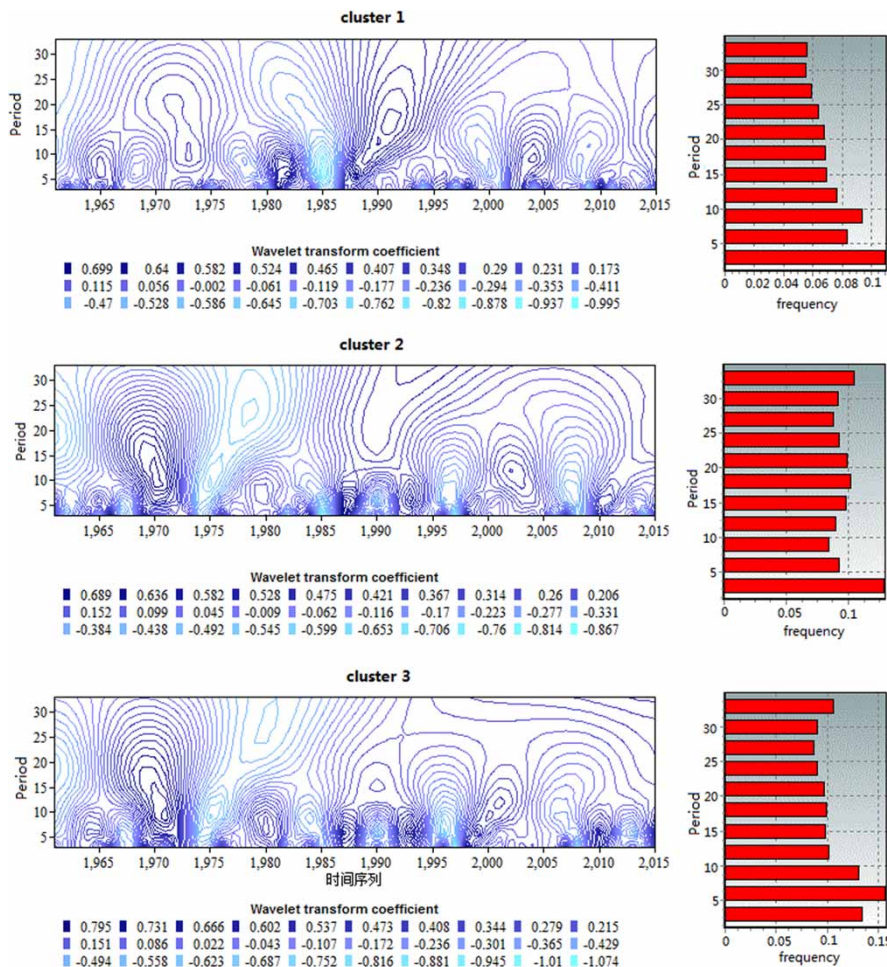 cluster 1
Period
30
25
20
15
10
5
1,965 1,970 1,975 1,980 1,985 1,990 1,995 2,000 2,005 2,010 2,015
Wavelet transform coefficient
0.699 0.64 0.582 0.524 0.465 0.407 0.348 0.29 0.231 0.173
0.115 0.056 -0.002 -0.061 -0.119 -0.177 -0.236 -0.294 -0.353 -0.411
-0.47 -0.528 -0.586 -0.645 -0.703 -0.762 -0.82 -0.878 -0.937 -0.995
Period
30
20
15
10
5
0 0.02 0.04 0.06 0.08 0.1
frequency
cluster 2
Period
30
25
20
15
10
5
1,965 1,970 1,975 1,980 1,985 1,990 1,995 2,000 2,005 2,010 2,015
Wavelet transform coefficient
0.689 0.636 0.582 0.528 0.475 0.421 0.367 0.314 0.26 0.206
0.152 0.099 0.045 -0.009 -0.062 -0.116 -0.17 -0.223 -0.277 -0.331
-0.384 -0.438 -0.492 -0.545 -0.599 -0.653 -0.706 -0.76 -0.814 -0.867
Period
30
20
15
10
5
0 0.05 0.1
frequency
cluster 3
Period
30
25
20
15
10
5
1,965 1,970 1,975 1,980 1,985 1,990 1,995 2,000 2,005 2,010 2,015
时间序列
Wavelet transform coefficient
0.795 0.731 0.666 0.602 0.537 0.473 0.408 0.344 0.279 0.215
0.151 0.086 0.022 -0.043 -0.107 -0.172 -0.236 -0.301 -0.365 -0.429
-0.494 -0.558 -0.623 -0.687 -0.752 -0.816 -0.881 -0.945 -1.01 -1.074
Period
30
20
15
10
5
0 0.05 0.1 0.15
frequency